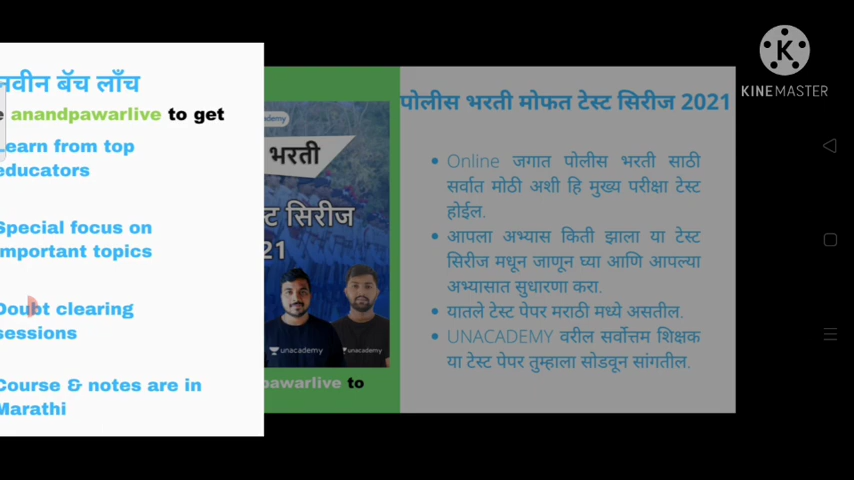 नवीन बॅच लाँच
anandpawarlive to get
Learn from top
educators
Special focus on
important topics
Doubt clearing
sessions
Course & notes are in
Marathi
भरती
स्ट सिरीज
21
unacademy
unacademy
pawarlive to
पोलीस भरती मोफत टेस्ट सिरीज 2021
• Online जगात पोलीस भरती साठी
सर्वात मोठी अशी हि मुख्य परीक्षा टेस्ट
होईल.
• आपला अभ्यास किती झाला या टेस्ट
सिरीज मधून जाणून घ्या आणि आपल्या
अभ्यासात सुधारणा करा.
• यातले टेस्ट पेपर मराठी मध्ये असतील.
• UNACADEMY वरील सर्वोत्तम शिक्षक
या टेस्ट पेपर तुम्हाला सोडवून सांगतील.
KINEMASTER